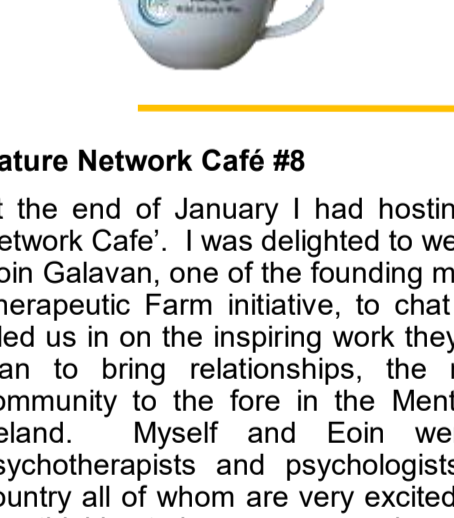 ature Network Café #8
t the end of January I had hostin
etwork Cafe’.  I was delighted to we
oin Galavan, one of the founding m
herapeutic Farm initiative, to chat
led us in on the inspiring work they
an to bring relationships, the
ommunity to the fore in the Ment
eland.  Myself and Eoin we
sychotherapists and psychologists
ountry all of whom are very excited